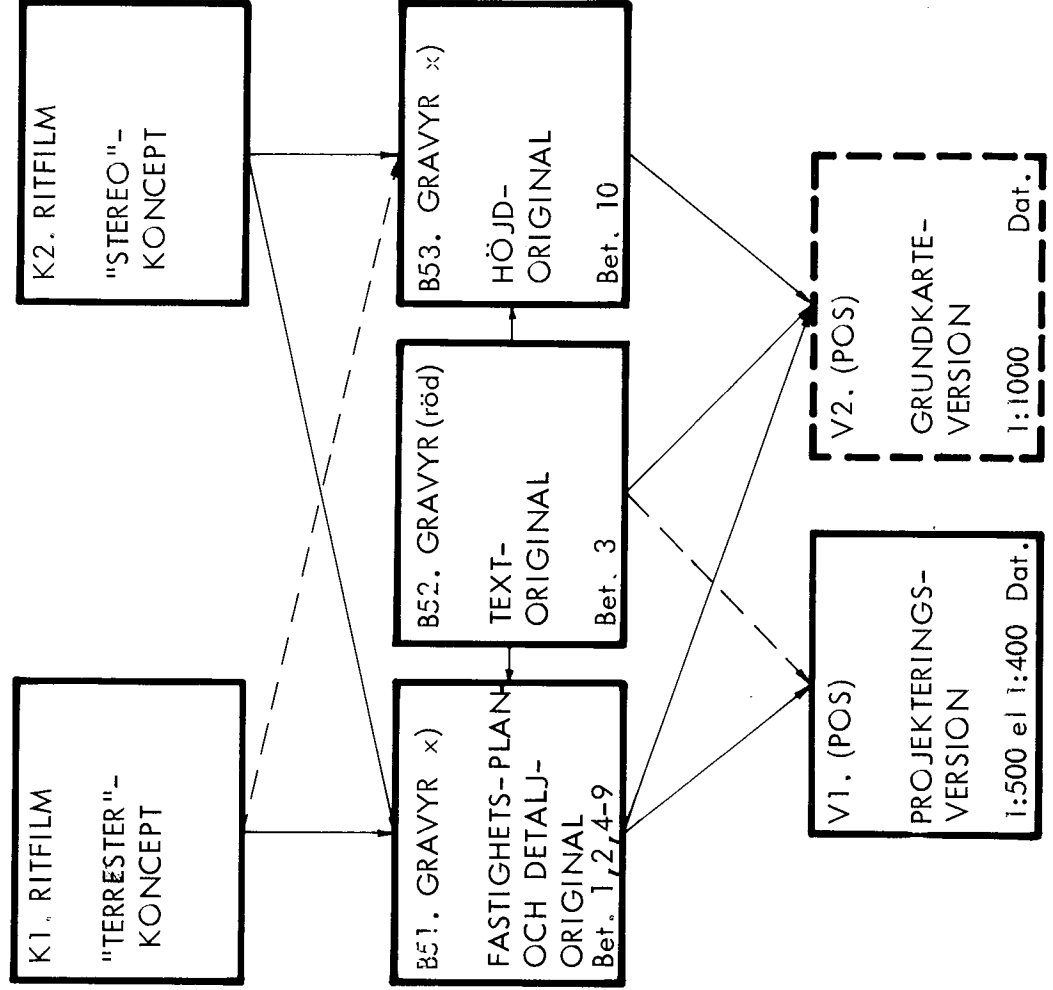 K1. RITFILM
"TERRESTER"-
KONCEPT
K2. RITFILM
"STEREO"-
KONCEPT
B51. GRAVYR x)
FASTIGHETS-PLAN-
OCH DETALJ-
ORIGINAL
Bet. 1,2,4-9
B52. GRAVYR (röd)
TEXT-
ORIGINAL
Bet. 3
B53. GRAVYR x)
HÖJD-
ORIGINAL
Bet. 10
V1. (POS)
PROJEKTERINGS-
VERSION
1:500 el 1:400 Dat.
V2. (POS)
GRUNDKARTE-
VERSION
1:1000 Dat.